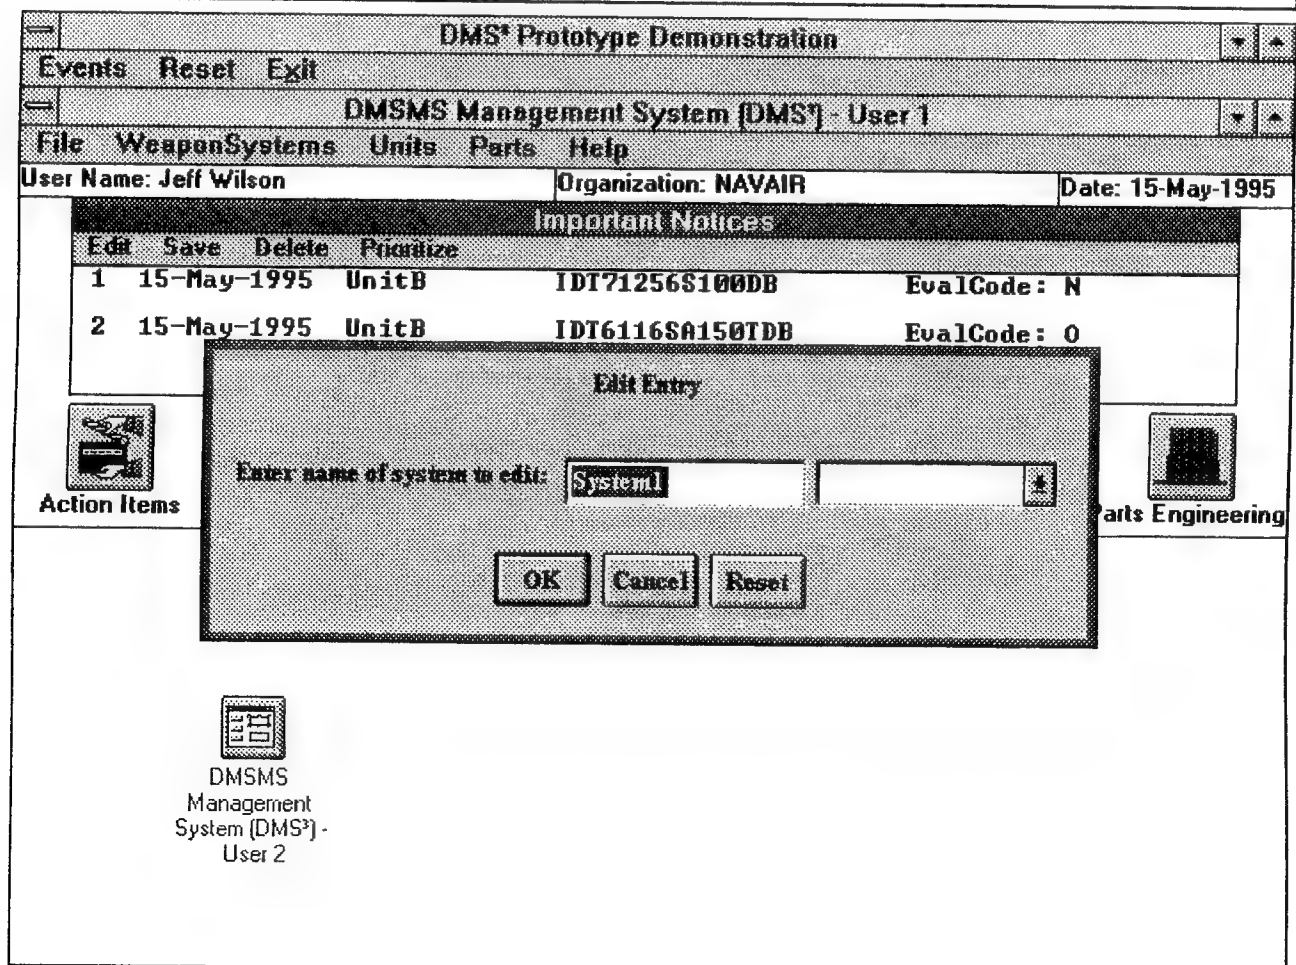 DMS³ Prototype Demonstration
Events Reset Exit
DMSMS Management System (DMS³) - User 1
File WeaponSystems Units Parts Help
User Name: Jeff Wilson Organization: NAVAIR Date: 15-May-1995
Important Notices
Edit Save Delete Prioritize
1 15-May-1995 UnitB IDT71256S100DB EvalCode: N
2 15-May-1995 UnitB IDT6116SA150TDB EvalCode: O
Edit Entry
Enter name of system to edit: System1
Action Items
arts Engineering
OK Cancel Reset
DMSMS
Management
System (DMS³) -
User 2